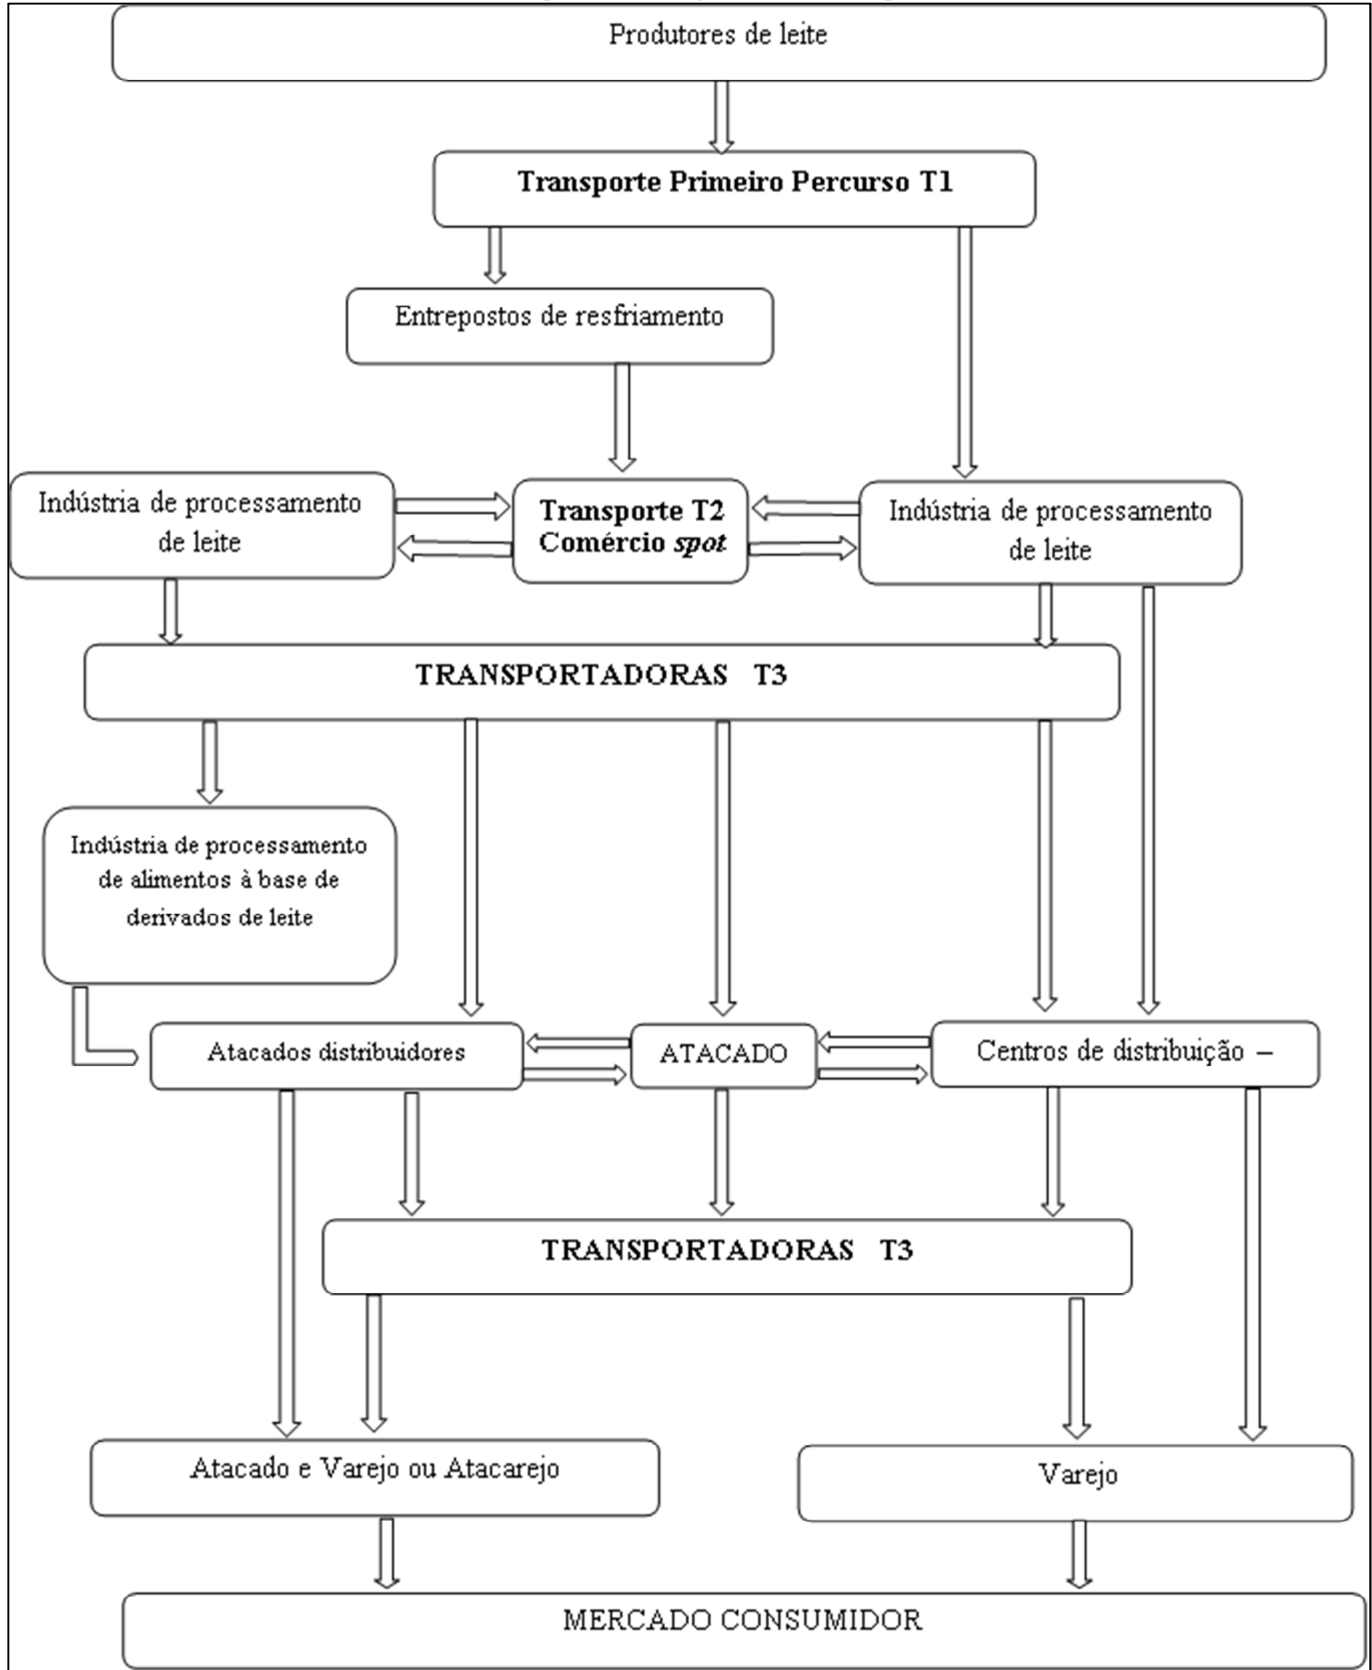 Produtores de leite
Transporte Primeiro Percurso T1
Entrepostos de resfriamento
Indústria de processamento
de leite
Transporte T2
Comércio spot
Indústria de processamento
de leite
TRANSPORTADORAS T3
Indústria de processamento
de alimentos à base de
derivados de leite
Atacados distribuidores
ATACADO
Centros de distribuição –
TRANSPORTADORAS T3
Atacado e Varejo ou Atacarejo
Varejo
MERCADO CONSUMIDOR